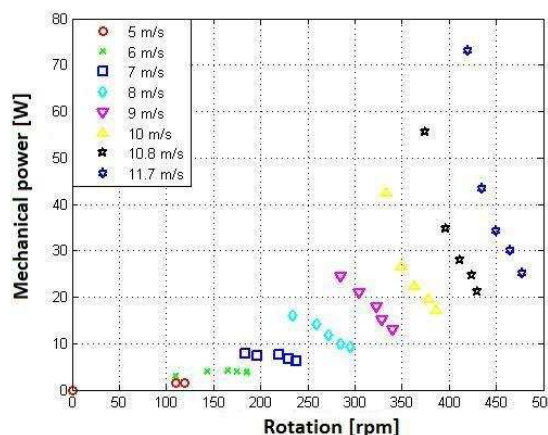 80
70
60
50
40
30
20
10
0
Mechanical power [W]
5 m/s
6 m/s
7 m/s
8 m/s
9 m/s
10 m/s
10.8 m/s
11.7 m/s
0 50 100 150 200 250 300 350 400 450 500
Rotation [rpm]